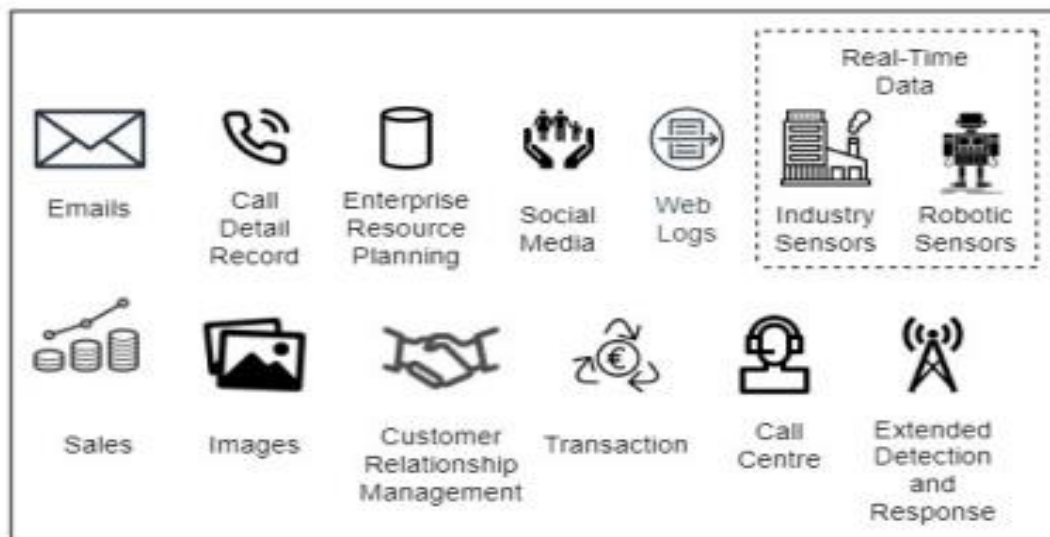 Real-Time
Data
Emails
Call
Detail
Record
Enterprise
Resource
Planning
Social
Media
Web
Logs
Industry
Sensors
Robotic
Sensors
Sales
Images
Customer
Relationship
Management
€
Transaction
Call
Centre
Extended
Detection
and
Response